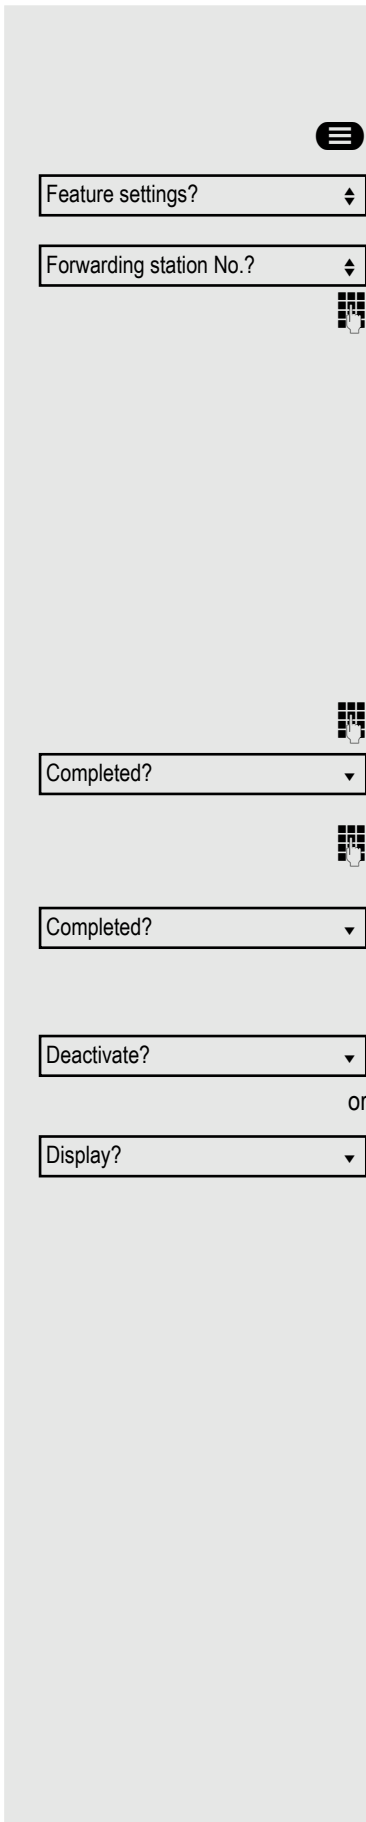 Feature settings?
Forwarding station No.?
Completed?
Completed?
Deactivate?
or
Display?